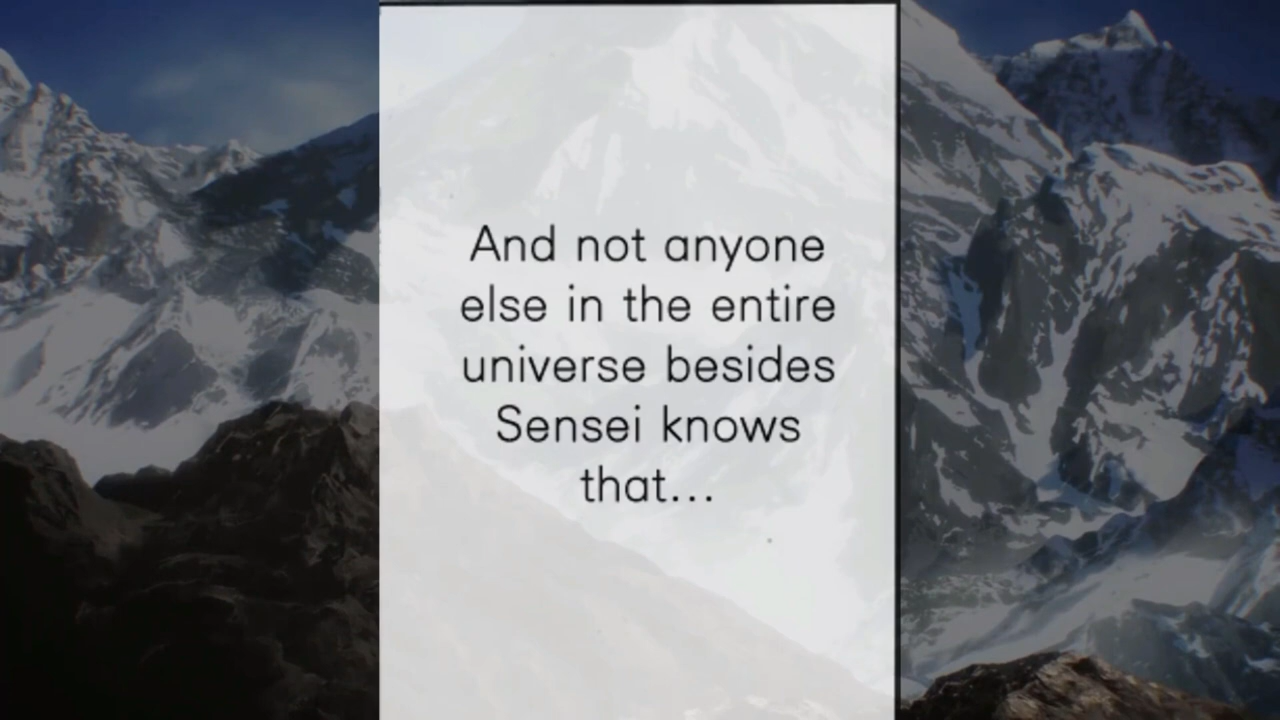 And not anyone
else in the entire
universe besides
Sensei knows
that...